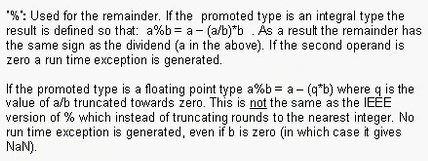 '%': Used for the remainder. If the promoted type is an integral type the
result is defined so that: a%b = a – (a/b)*b . As a result the remainder has
the same sign as the dividend (a in the above). If the second operand is
zero a run time exception is generated.
If the promoted type is a floating point type a%b = a – (q*b) where q is the
value of a/b truncated towards zero. This is not the same as the IEEE
version of % which instead of truncating rounds to the nearest integer. No
run time exception is generated, even if b is zero (in which case it gives
NaN).